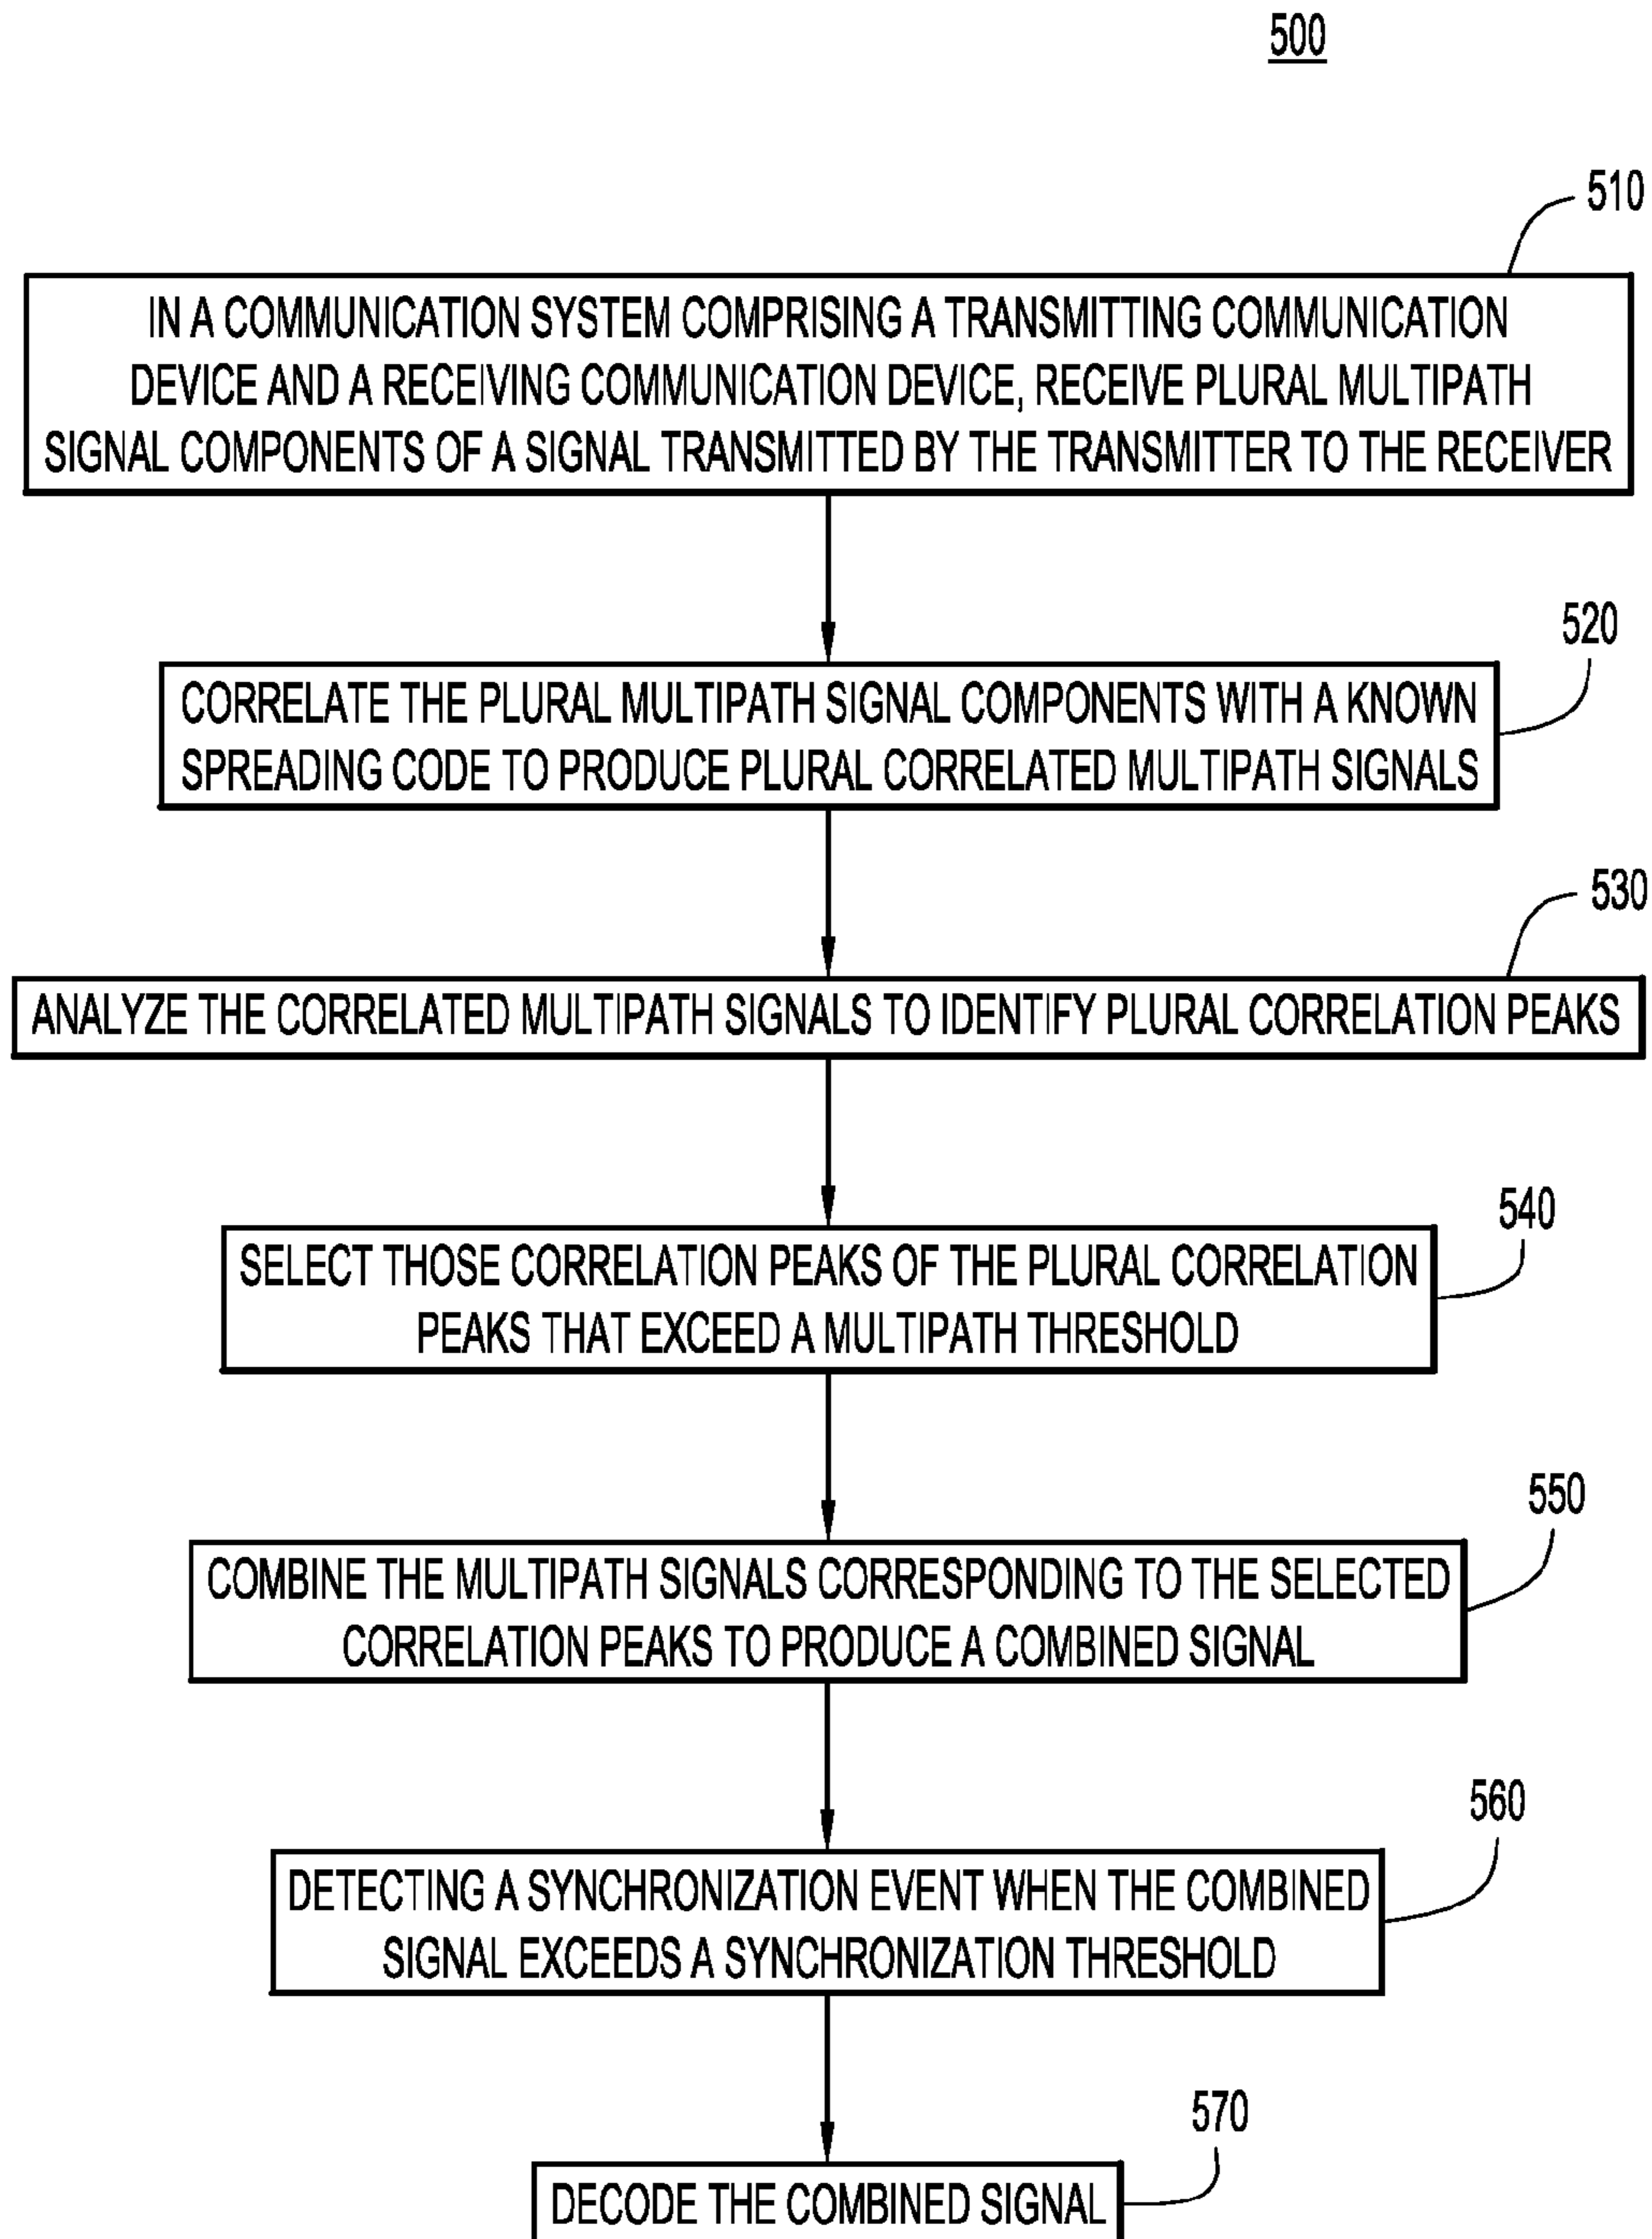 500
510
IN A COMMUNICATION SYSTEM COMPRISING A TRANSMITTING COMMUNICATION
DEVICE AND A RECEIVING COMMUNICATION DEVICE, RECEIVE PLURAL MULTIPATH
SIGNAL COMPONENTS OF A SIGNAL TRANSMITTED BY THE TRANSMITTER TO THE RECEIVER
520
CORRELATE THE PLURAL MULTIPATH SIGNAL COMPONENTS WITH A KNOWN
SPREADING CODE TO PRODUCE PLURAL CORRELATED MULTIPATH SIGNALS
530
ANALYZE THE CORRELATED MULTIPATH SIGNALS TO IDENTIFY PLURAL CORRELATION PEAKS
540
SELECT THOSE CORRELATION PEAKS OF THE PLURAL CORRELATION
PEAKS THAT EXCEED A MULTIPATH THRESHOLD
550
COMBINE THE MULTIPATH SIGNALS CORRESPONDING TO THE SELECTED
CORRELATION PEAKS TO PRODUCE A COMBINED SIGNAL
560
DETECTING A SYNCHRONIZATION EVENT WHEN THE COMBINED
SIGNAL EXCEEDS A SYNCHRONIZATION THRESHOLD
570
DECODE THE COMBINED SIGNAL